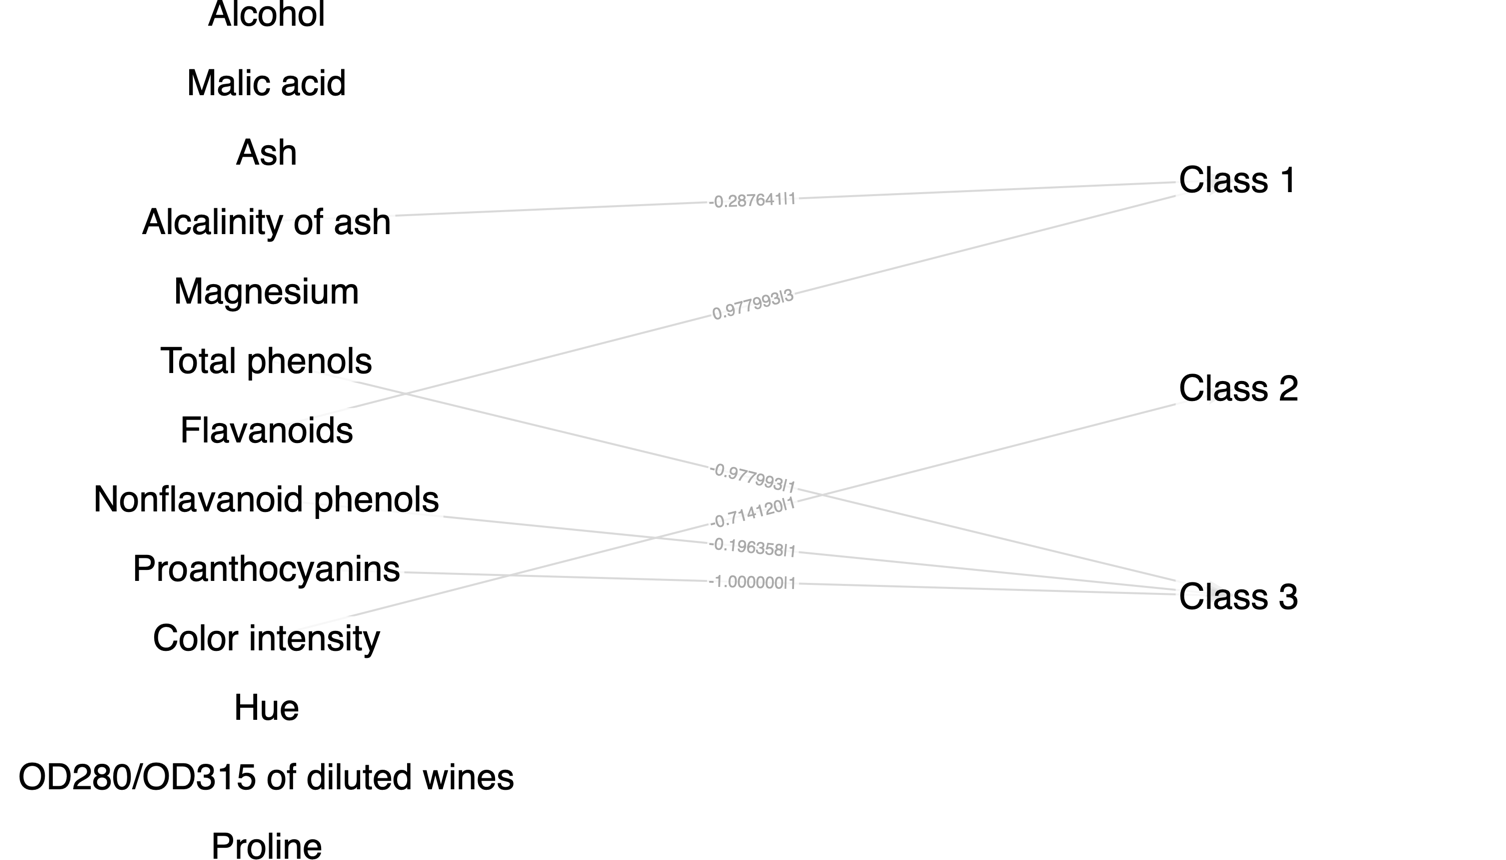 Alcohol
Malic acid
Ash
Alcalinity of ash
Magnesium
Total phenols
Flavanoids
Nonflavanoid phenols
Proanthocyanins
Color intensity
Hue
OD280/OD315 of diluted wines
Proline
-0.287641|1
0.977993|3
-0.977993|1
-0.714120|1
-0.196358|1
-1.000000|1
Class 1
Class 2
Class 3